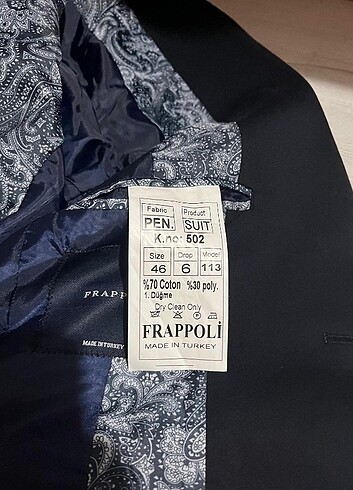 Fabric Product
PEN. SUIT
K.no: 502
Size Drop Model
46 6 113
%70 Coton %30 poly.
1. Düğme
Dry Clean Only
FRAPPOLİ
MADE IN TURKEY
FRAPPO
MADE IN TURKEY